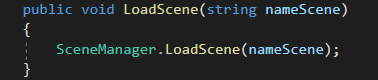 public void LoadScene(string nameScene)
{
SceneManager.LoadScene(nameScene);
}